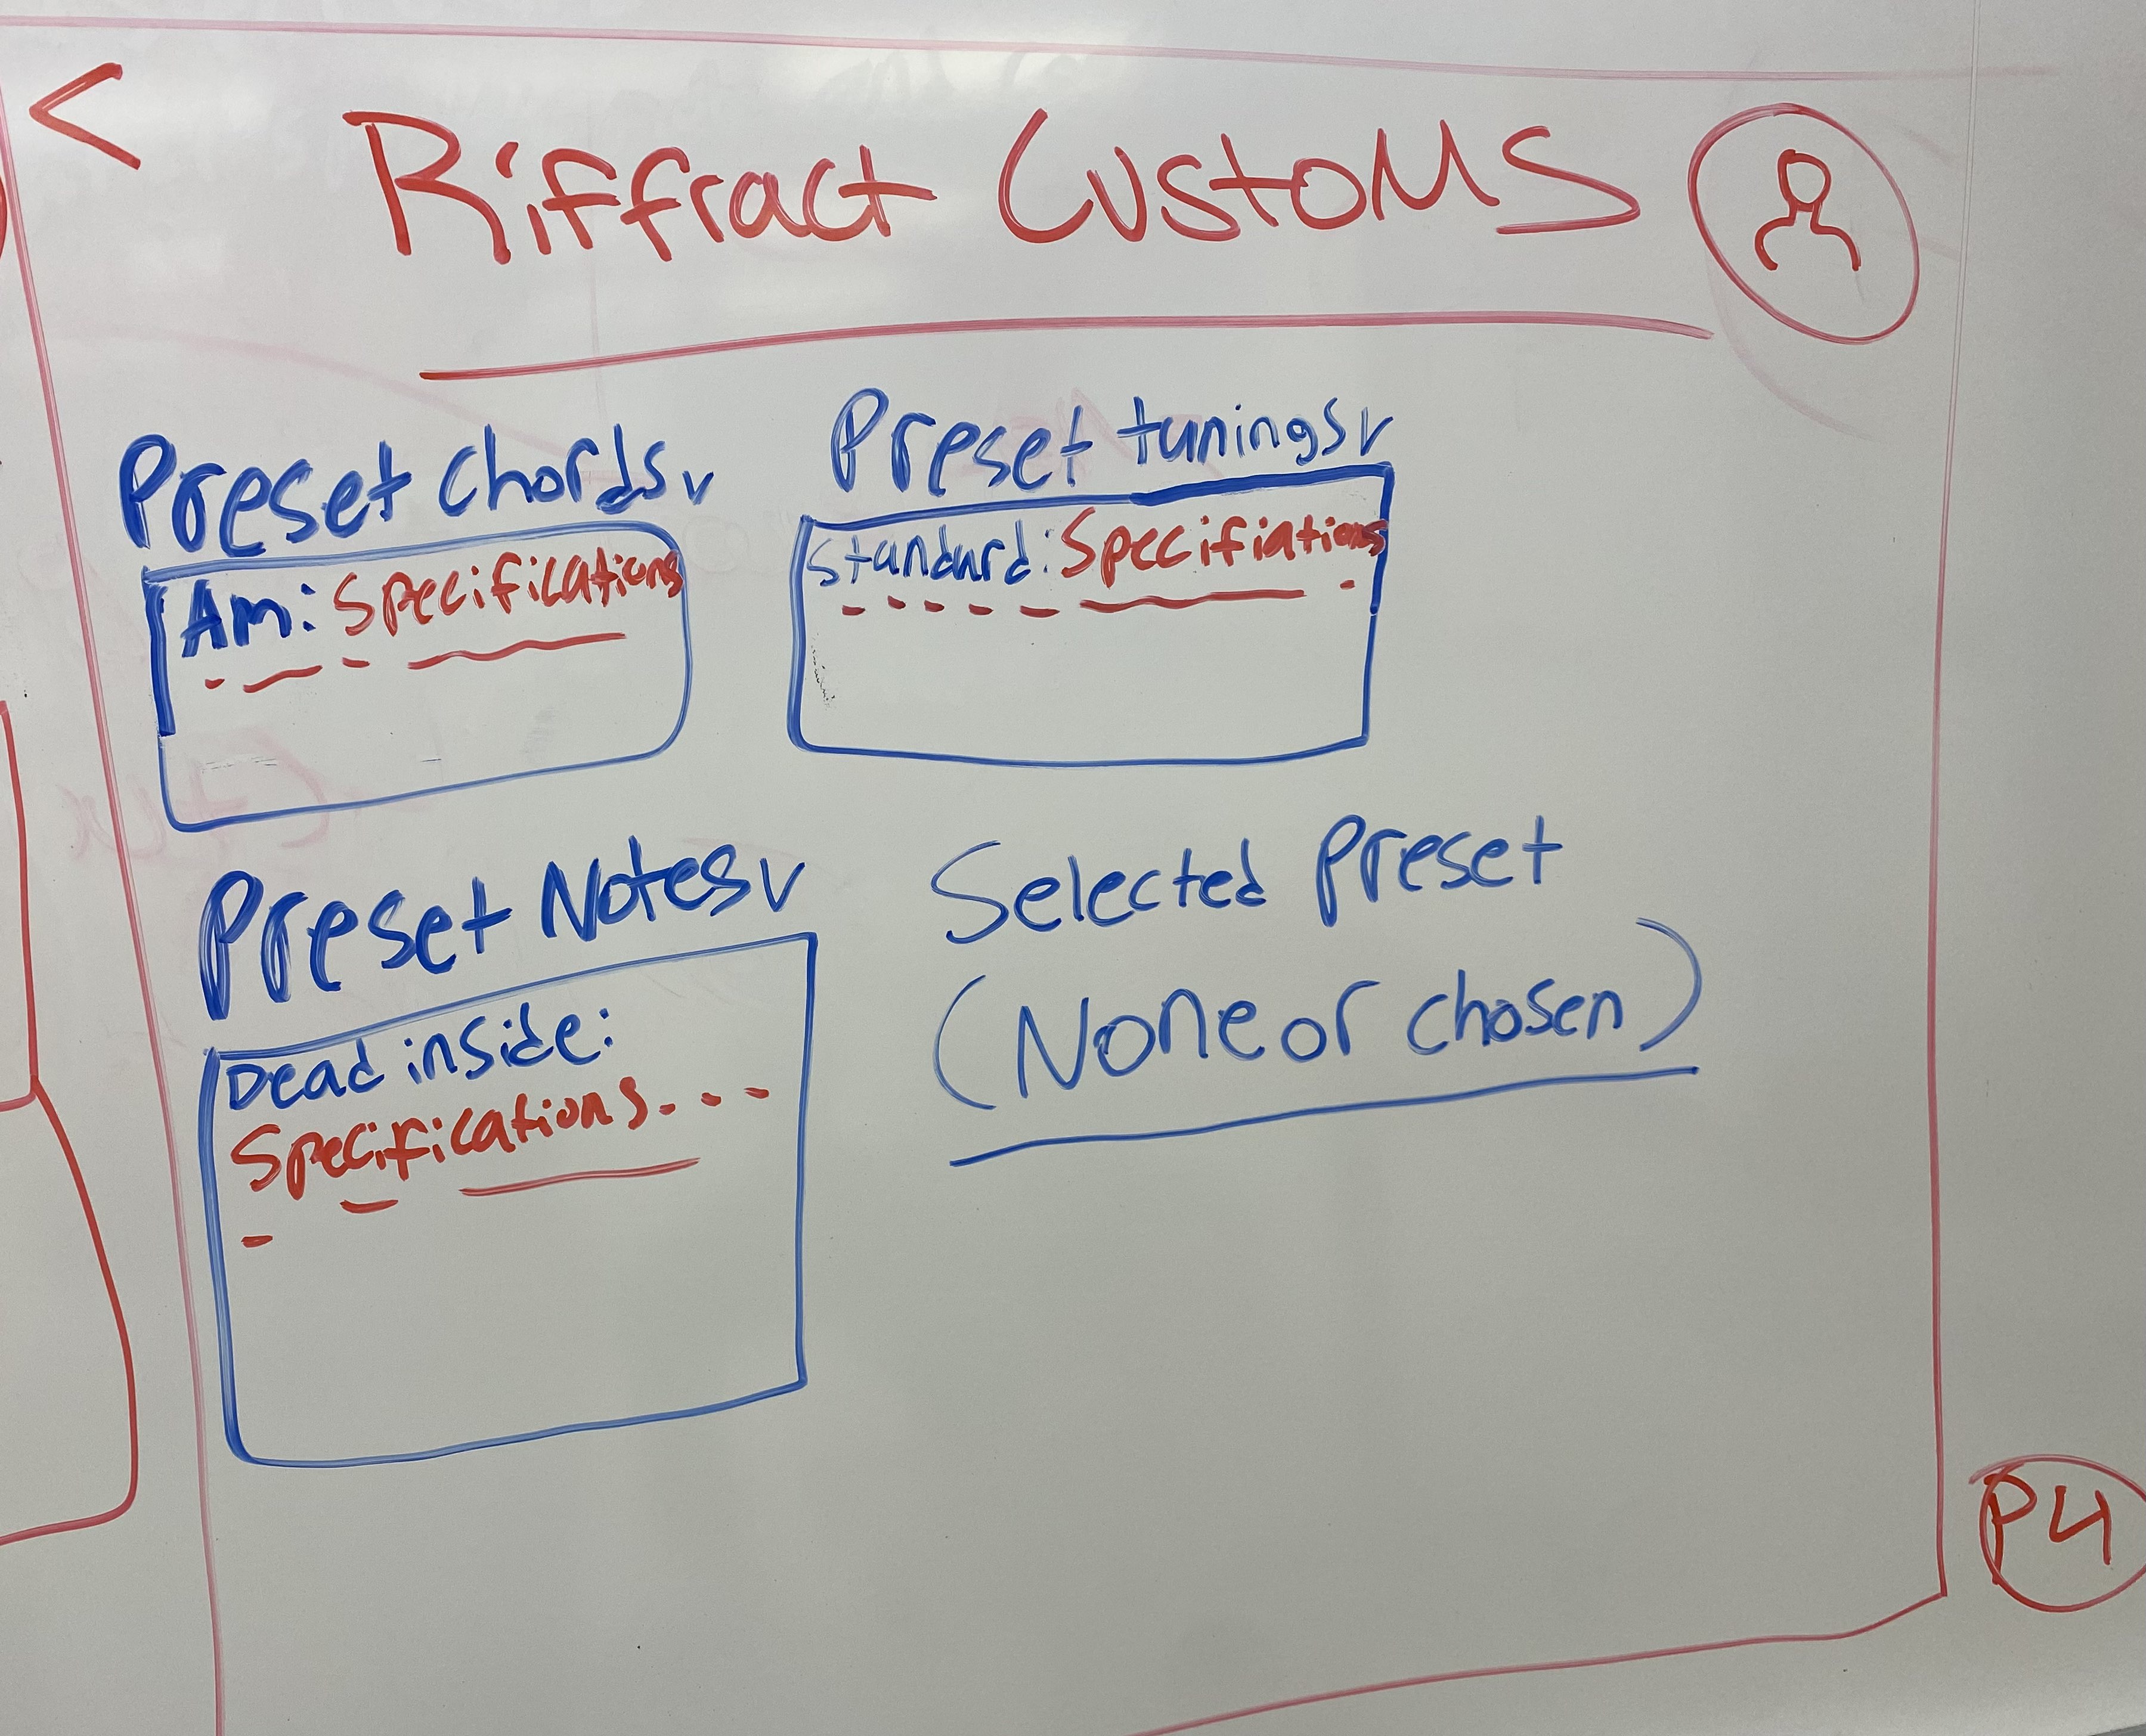 <
Riffract Customs
Preset Chords v
Am: Specifications
Preset tunings v
Standard: Specifiations
Preset Notes v
Dead inside:
Specifications...
Selected Preset
(None or chosen)
P4